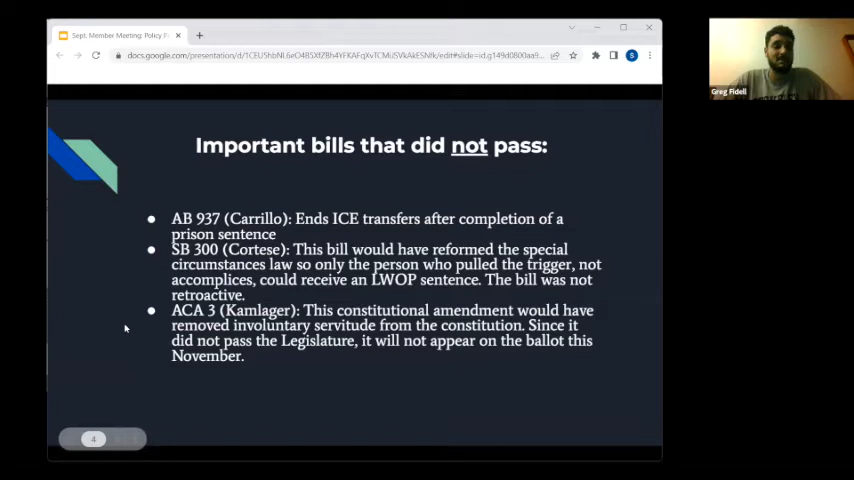 Sept. Member Meeting: Policy P
Greg Fidell
Important bills that did not pass:
● AB 937 (Carrillo): Ends ICE transfers after completion of a
prison sentence
● SB 300 (Cortese): This bill would have reformed the special
circumstances law so only the person who pulled the trigger, not
accomplices, could receive an LWOP sentence. The bill was not
retroactive.
● ACA 3 (Kamlager): This constitutional amendment would have
removed involuntary servitude from the constitution. Since it
did not pass the Legislature, it will not appear on the ballot this
November.
4